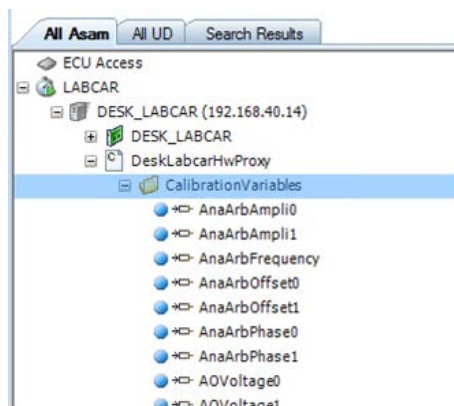 All Asam All UD Search Results
ECU Access
LABCAR
DESK_LABCAR (192.168.40.14)
DESK_LABCAR
DeskLabcarHwProxy
CalibrationVariables
AnaArbAmpli0
AnaArbAmpli1
AnaArbFrequency
AnaArbOffset0
AnaArbOffset1
AnaArbPhase0
AnaArbPhase1
AOVoltage0
AOVoltage1